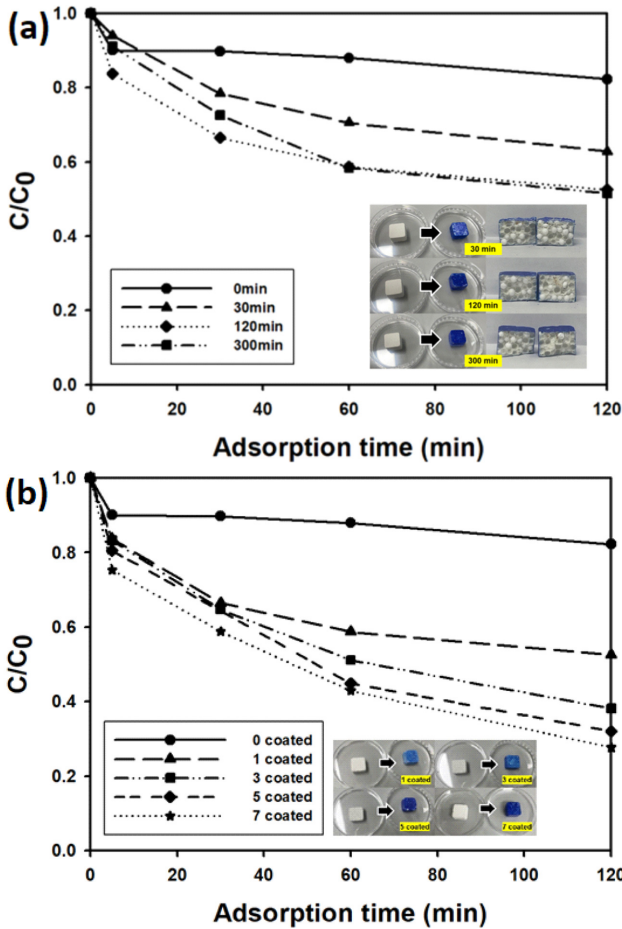 (a)
1.0
0.8
0.6
0.4
0.2
0.0
C/C0
0min
30min
120min
300min
30 min
120 min
300 min
0 20 40 60 80 100 120
Adsorption time (min)
(b)
1.0
0.8
0.6
0.4
0.2
0.0
C/C0
0 coated
1 coated
3 coated
5 coated
7 coated
1 coated
3 coated
5 coated
7 coated
0 20 40 60 80 100 120
Adsorption time (min)